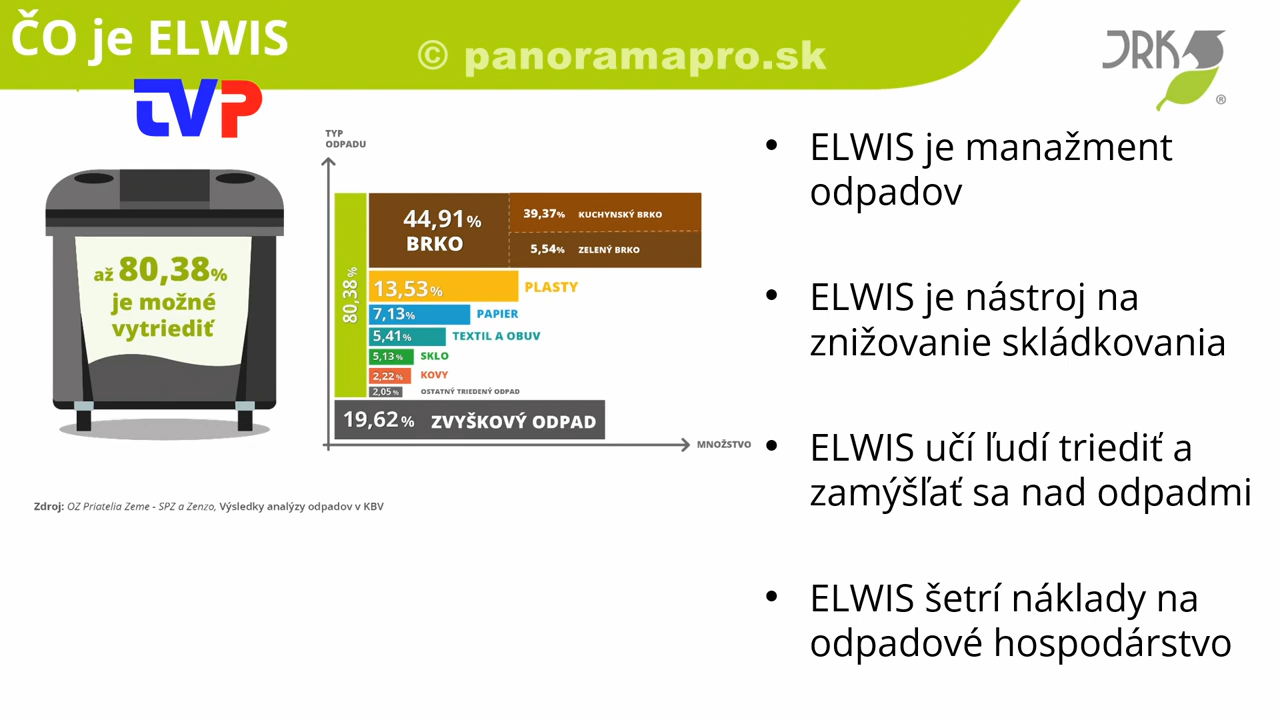 ČO je ELWIS
© panoramapro.sk
JRK
®
TVP
až 80,38%
je možné
vytriediť
TYP
ODPADU
80,38%
44,91%
BRKO
39,37% KUCHYNSKÝ BRKO
5,54% ZELENÝ BRKO
13,53% PLASTY
7,13% PAPIER
5,41% TEXTIL A OBUV
5,13% SKLO
2,22% KOVY
2,05% OSTATNÝ TRIEDENÝ ODPAD
19,62% ZVYŠKOVÝ ODPAD
MNOŽSTVO
Zdroj: OZ Priatelia Zeme - SPZ a Zenzo, Výsledky analýzy odpadov v KBV
• ELWIS je manažment
odpadov
• ELWIS je nástroj na
znižovanie skládkovania
• ELWIS učí ľudí triediť a
zamýšľať sa nad odpadmi
• ELWIS šetrí náklady na
odpadové hospodárstvo